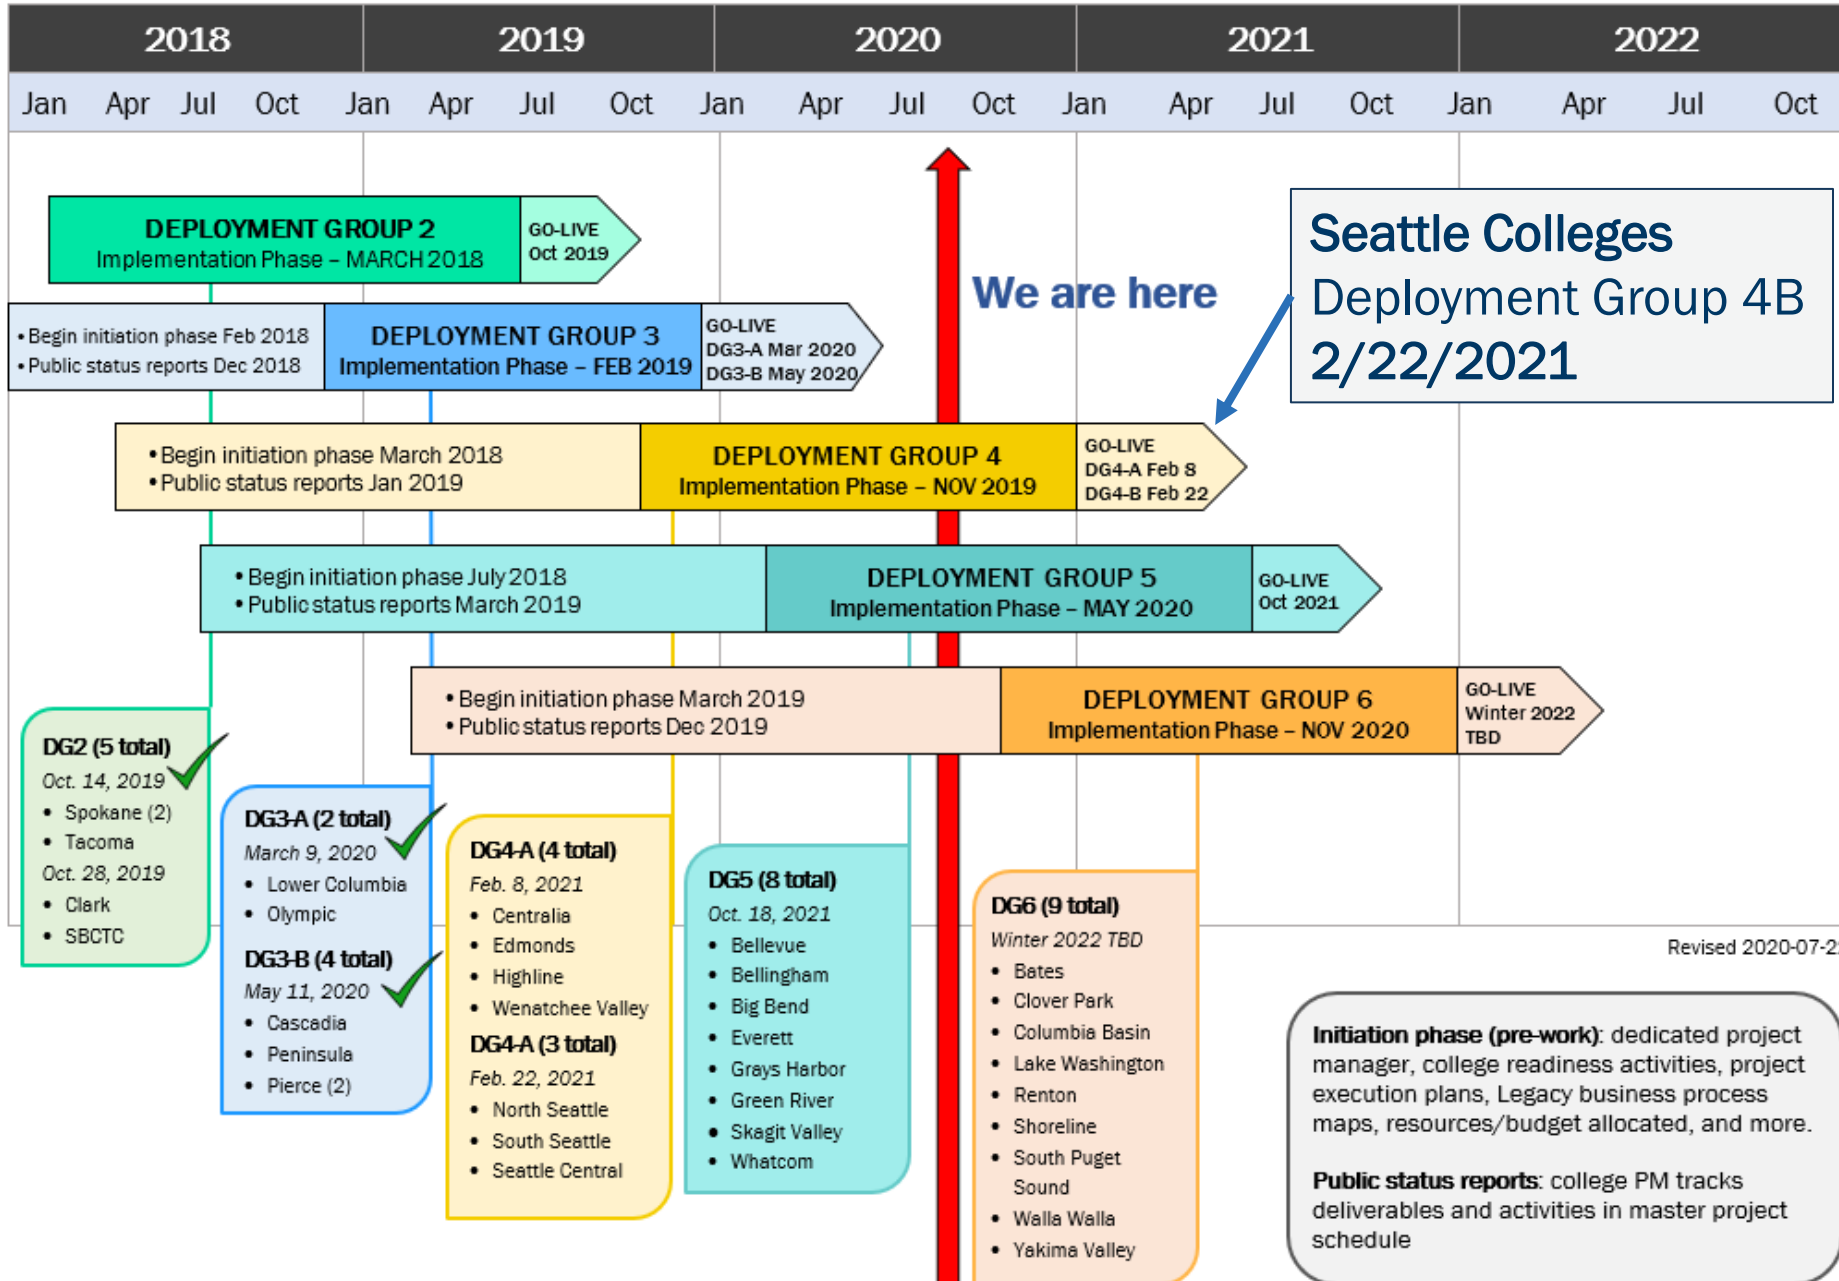 2018 2019 2020 2021 2022
Jan Apr Jul Oct Jan Apr Jul Oct Jan Apr Jul Oct Jan Apr Jul Oct Jan Apr Jul Oct
DEPLOYMENT GROUP 2
Implementation Phase – MARCH 2018
GO-LIVE
Oct 2019
We are here
Seattle Colleges
Deployment Group 4B
2/22/2021
• Begin initiation phase Feb 2018
• Public status reports Dec 2018
DEPLOYMENT GROUP 3
Implementation Phase – FEB 2019
GO-LIVE
DG3-A Mar 2020
DG3-B May 2020
• Begin initiation phase March 2018
• Public status reports Jan 2019
DEPLOYMENT GROUP 4
Implementation Phase – NOV 2019
GO-LIVE
DG4-A Feb 8
DG4-B Feb 22
• Begin initiation phase July 2018
• Public status reports March 2019
DEPLOYMENT GROUP 5
Implementation Phase – MAY 2020
GO-LIVE
Oct 2021
• Begin initiation phase March 2019
• Public status reports Dec 2019
DEPLOYMENT GROUP 6
Implementation Phase – NOV 2020
GO-LIVE
Winter 2022
TBD
DG2 (5 total)
Oct. 14, 2019
• Spokane (2)
• Tacoma
Oct. 28, 2019
• Clark
• SBCTC
DG3-A (2 total)
March 9, 2020
• Lower Columbia
• Olympic
DG3-B (4 total)
May 11, 2020
• Cascadia
• Peninsula
• Pierce (2)
DG4-A (4 total)
Feb. 8, 2021
• Centralia
• Edmonds
• Highline
• Wenatchee Valley
DG4-A (3 total)
Feb. 22, 2021
• North Seattle
• South Seattle
• Seattle Central
DG5 (8 total)
Oct. 18, 2021
• Bellevue
• Bellingham
• Big Bend
• Everett
• Grays Harbor
• Green River
• Skagit Valley
• Whatcom
DG6 (9 total)
Winter 2022 TBD
• Bates
• Clover Park
• Columbia Basin
• Lake Washington
• Renton
• Shoreline
• South Puget
Sound
• Walla Walla
• Yakima Valley
Revised
Initiation phase (pre-work): dedicated project
manager, college readiness activities, project
execution plans, Legacy business process
maps, resources/budget allocated, and more.
Public status reports: college PM tracks
deliverables and activities in master project
schedule